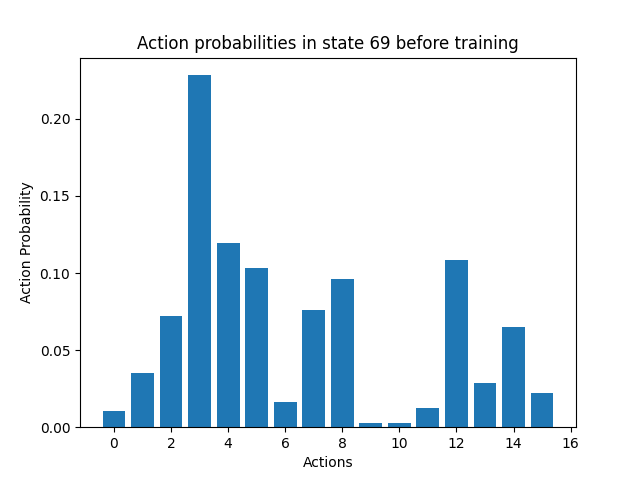 Action probabilities in state 69 before training
0.20
0.15
0.10
0.05
0.00
Action Probability
0 2 4 6 8 10 12 14 16
Actions